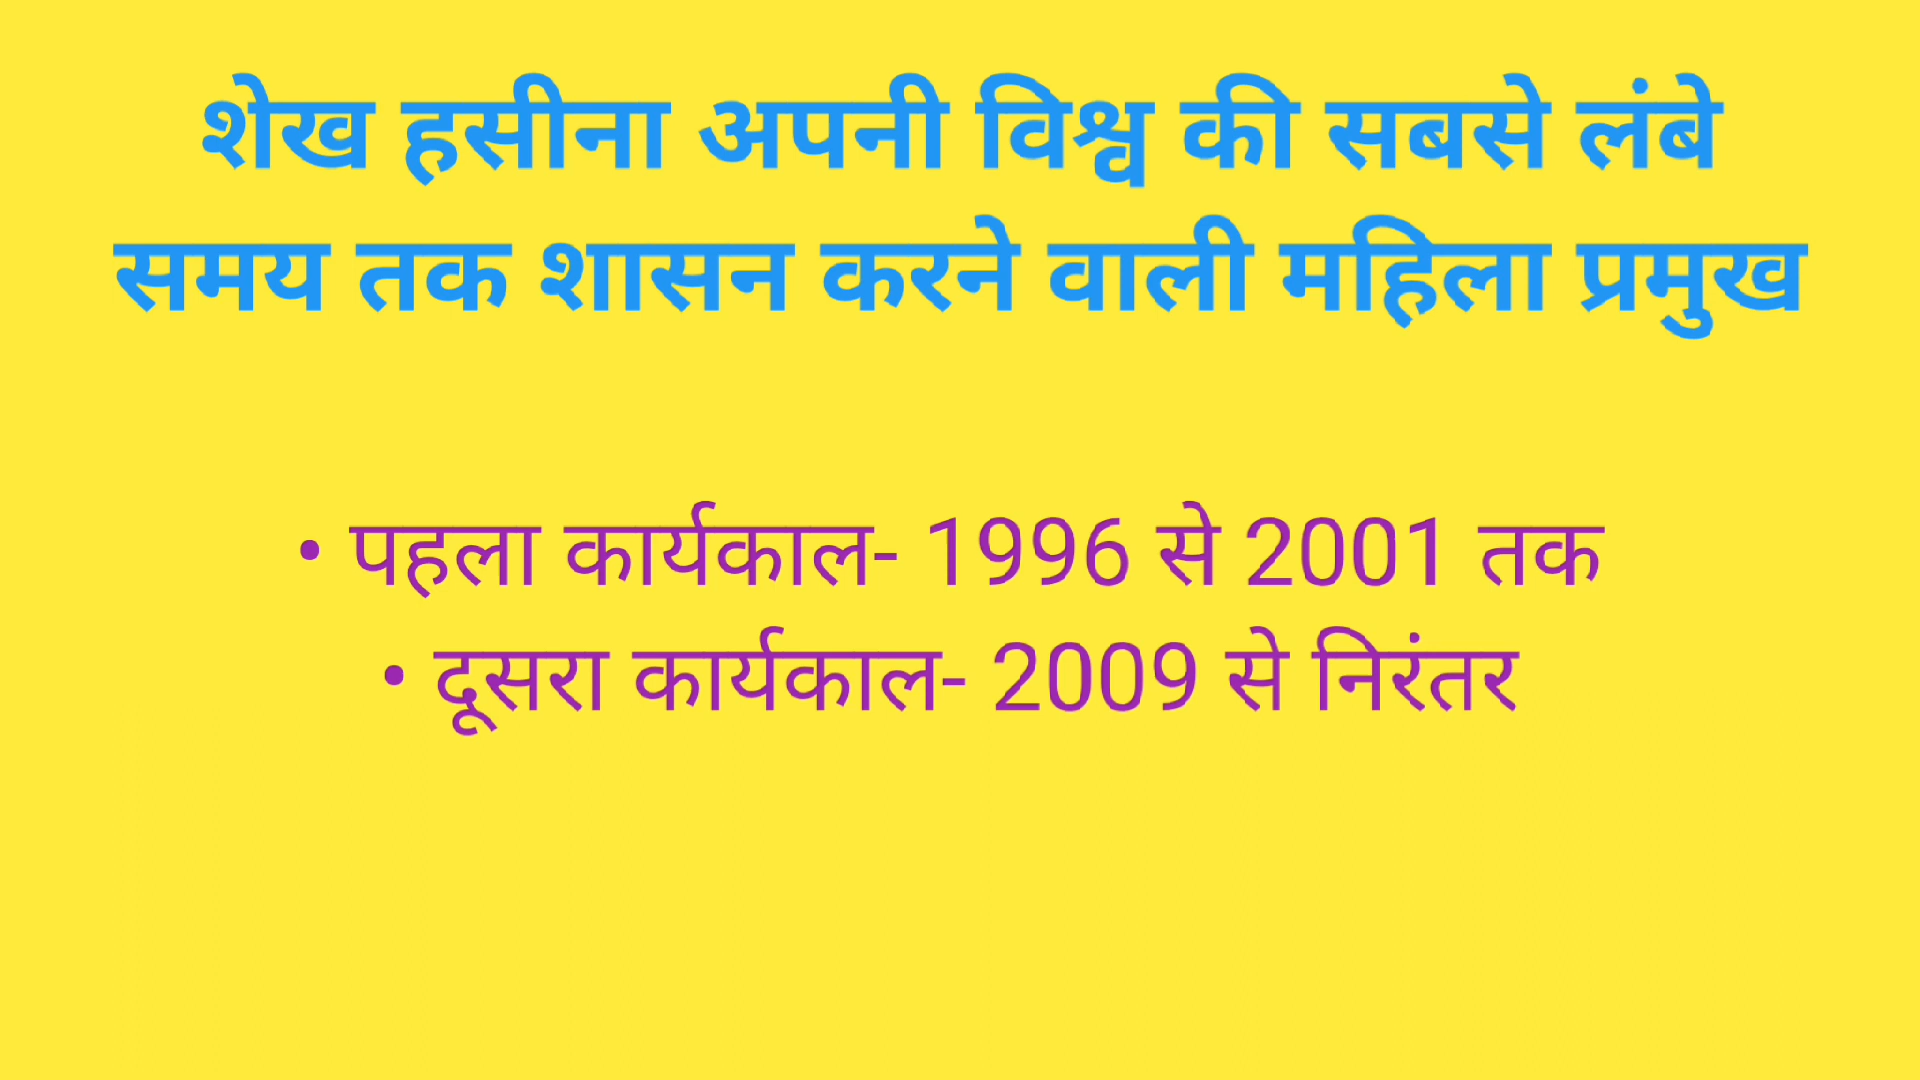 शेख हसीना अपनी विश्व की सबसे लंबे
समय तक शासन करने वाली महिला प्रमुख
• पहला कार्यकाल- 1996 से 2001 तक
• दूसरा कार्यकाल- 2009 से निरंतर